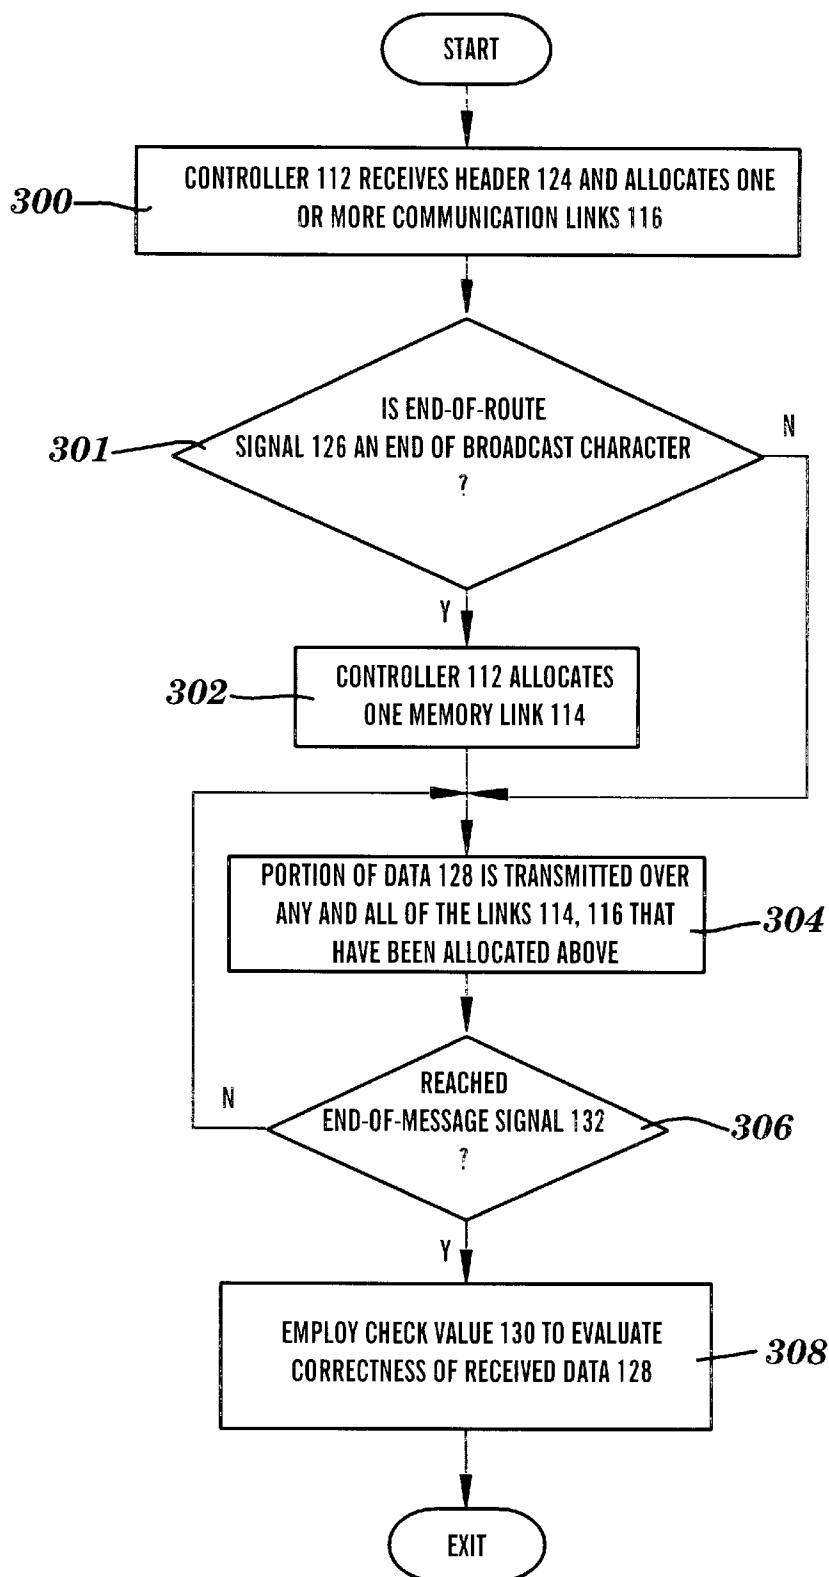 START
300
CONTROLLER 112 RECEIVES HEADER 124 AND ALLOCATES ONE
OR MORE COMMUNICATION LINKS 116
301
IS END-OF-ROUTE
SIGNAL 126 AN END OF BROADCAST CHARACTER
?
N
Y
302
CONTROLLER 112 ALLOCATES
ONE MEMORY LINK 114
PORTION OF DATA 128 IS TRANSMITTED OVER
ANY AND ALL OF THE LINKS 114, 116 THAT
HAVE BEEN ALLOCATED ABOVE
304
N
REACHED
END-OF-MESSAGE SIGNAL 132
?
306
Y
EMPLOY CHECK VALUE 130 TO EVALUATE
CORRECTNESS OF RECEIVED DATA 128
308
EXIT